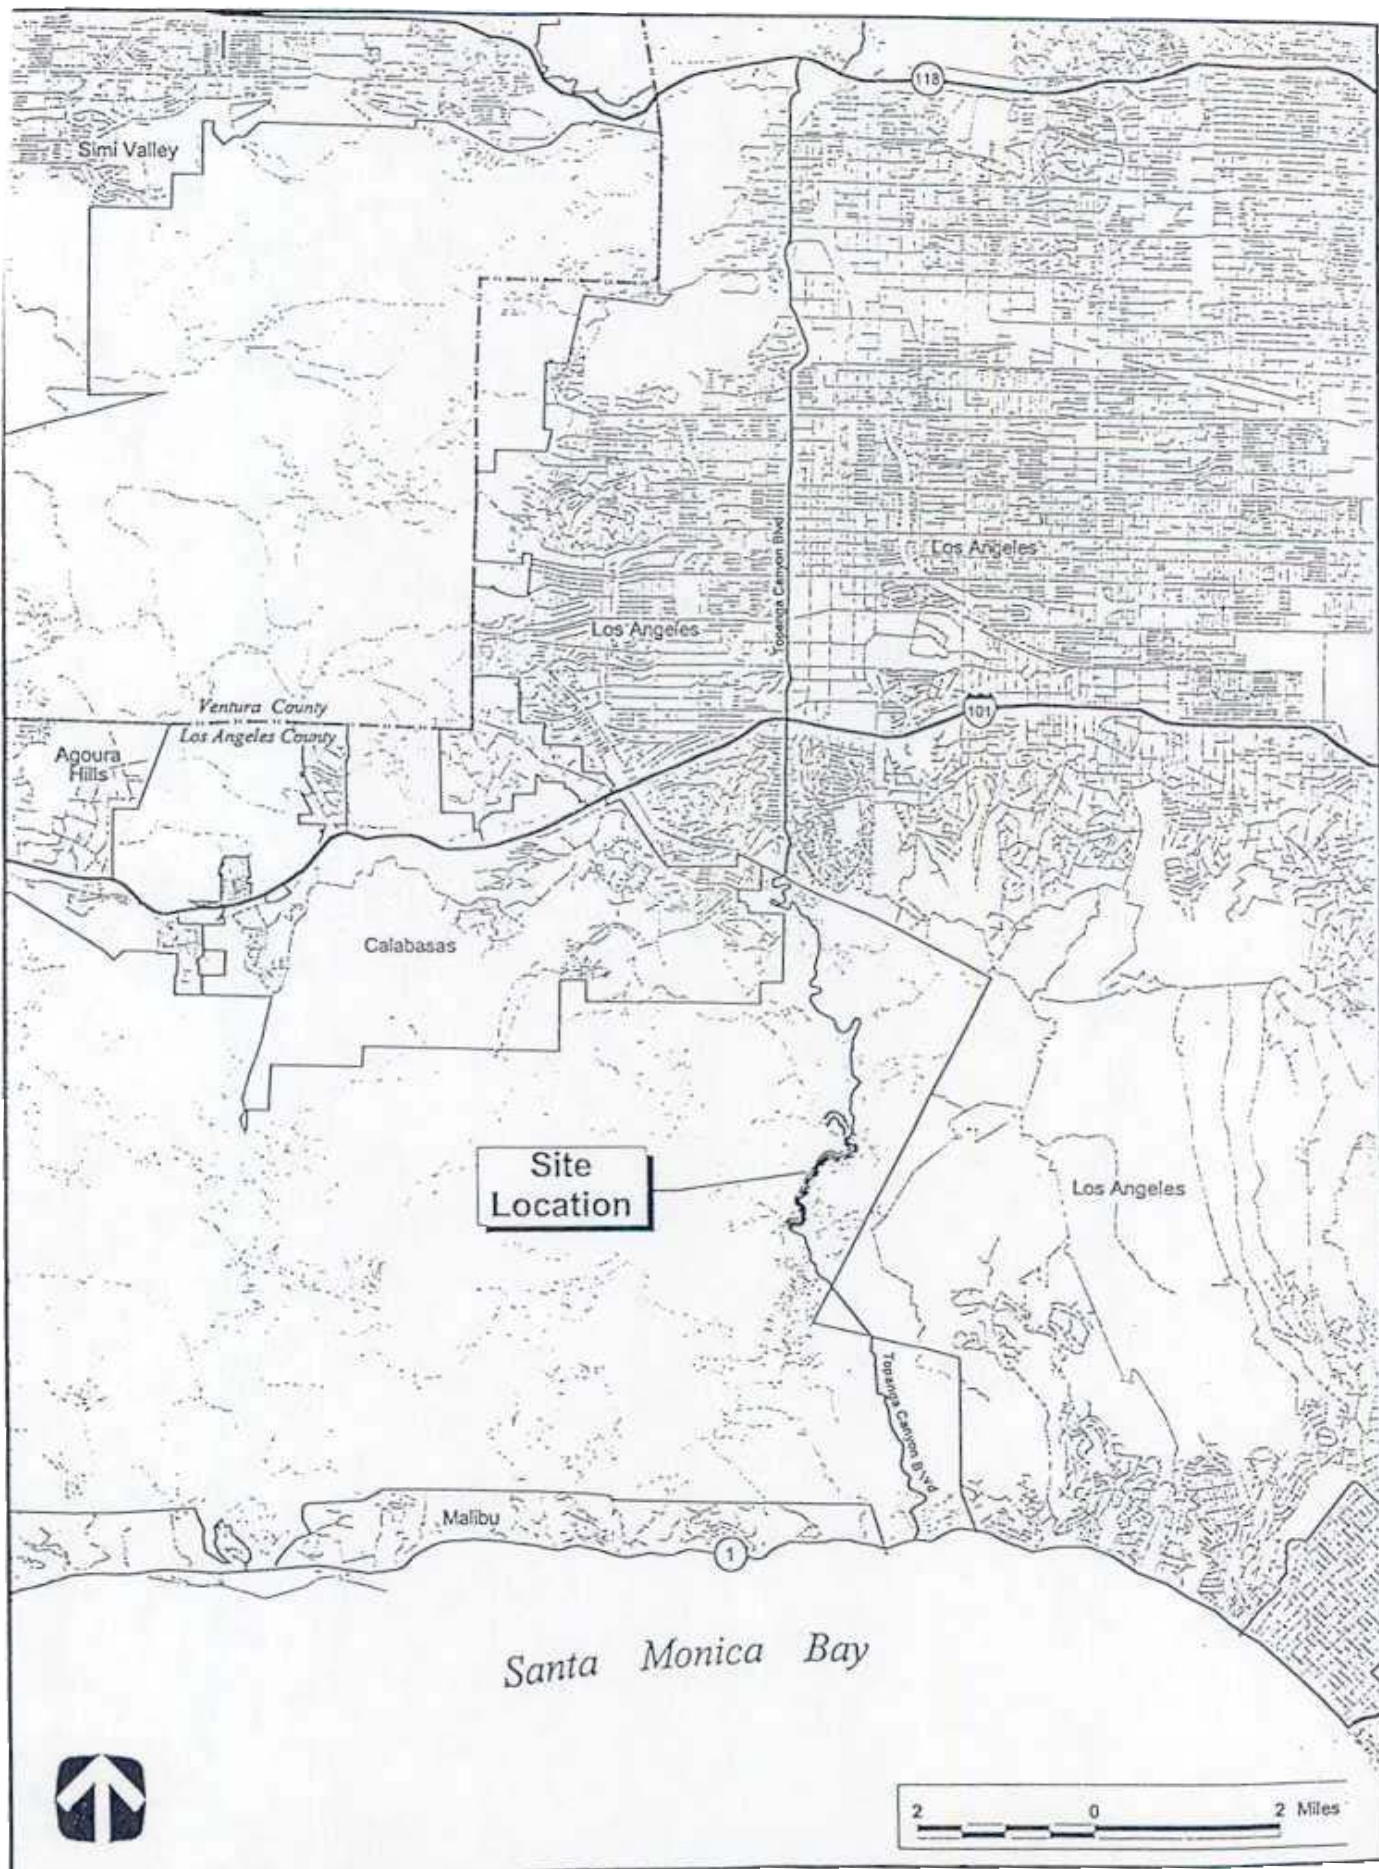 118
Simi Valley
Topanga Canyon Blvd
Los Angeles
Los Angeles
Ventura County
Los Angeles County
101
Agoura
Hills
Calabasas
Site
Location
Los Angeles
Topanga Canyon Blvd
Malibu
1
Santa Monica Bay
2 0 2 Miles